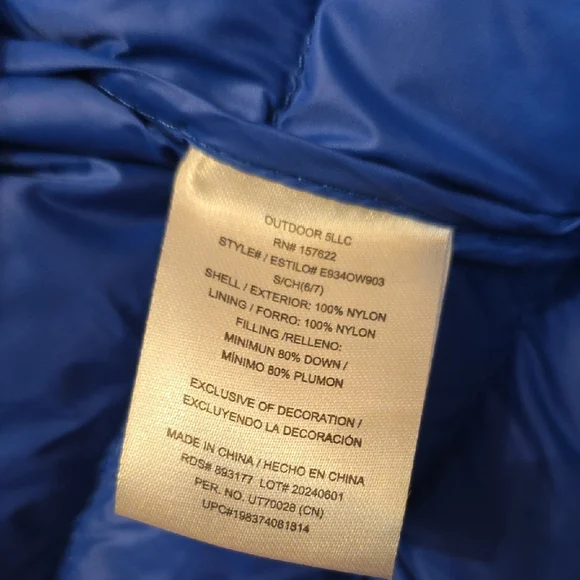 OUTDOOR 5LLC
RN# 157622
STYLE# / ESTILO# E934OW903
S/CH(6/7)
SHELL / EXTERIOR: 100% NYLON
LINING / FORRO: 100% NYLON
FILLING /RELLENO:
MINIMUN 80% DOWN /
MÍNIMO 80% PLUMON
EXCLUSIVE OF DECORATION /
EXCLUYENDO LA DECORACIÓN
MADE IN CHINA / HECHO EN CHINA
RDS# 893177 LOT# 20240601
PER. NO. UT70028 (CN)
UPC#198374081814